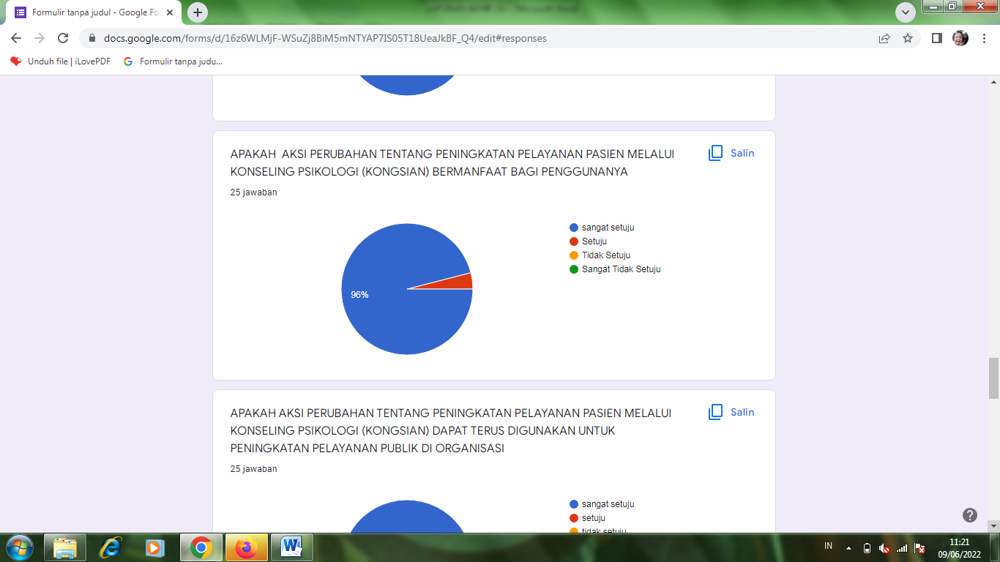 Formulir tanpa judul - Google Fo
docs.google.com/forms/d/16z6WLMjF-WSuZj8BiM5mNTYAP7IS05T18UeaJkBF_Q4/edit#responses
Unduh file | iLovePDF
Formulir tanpa judu...
APAKAH AKSI PERUBAHAN TENTANG PENINGKATAN PELAYANAN PASIEN MELALUI
KONSELING PSIKOLOGI (KONGSIAN) BERMANFAAT BAGI PENGGUNANYA
Salin
25 jawaban
96%
sangat setuju
Setuju
Tidak Setuju
Sangat Tidak Setuju
APAKAH AKSI PERUBAHAN TENTANG PENINGKATAN PELAYANAN PASIEN MELALUI
KONSELING PSIKOLOGI (KONGSIAN) DAPAT TERUS DIGUNAKAN UNTUK
PENINGKATAN PELAYANAN PUBLIK DI ORGANISASI
Salin
25 jawaban
sangat setuju
setuju
tidak setuju
IN
11:21
09/06/2022